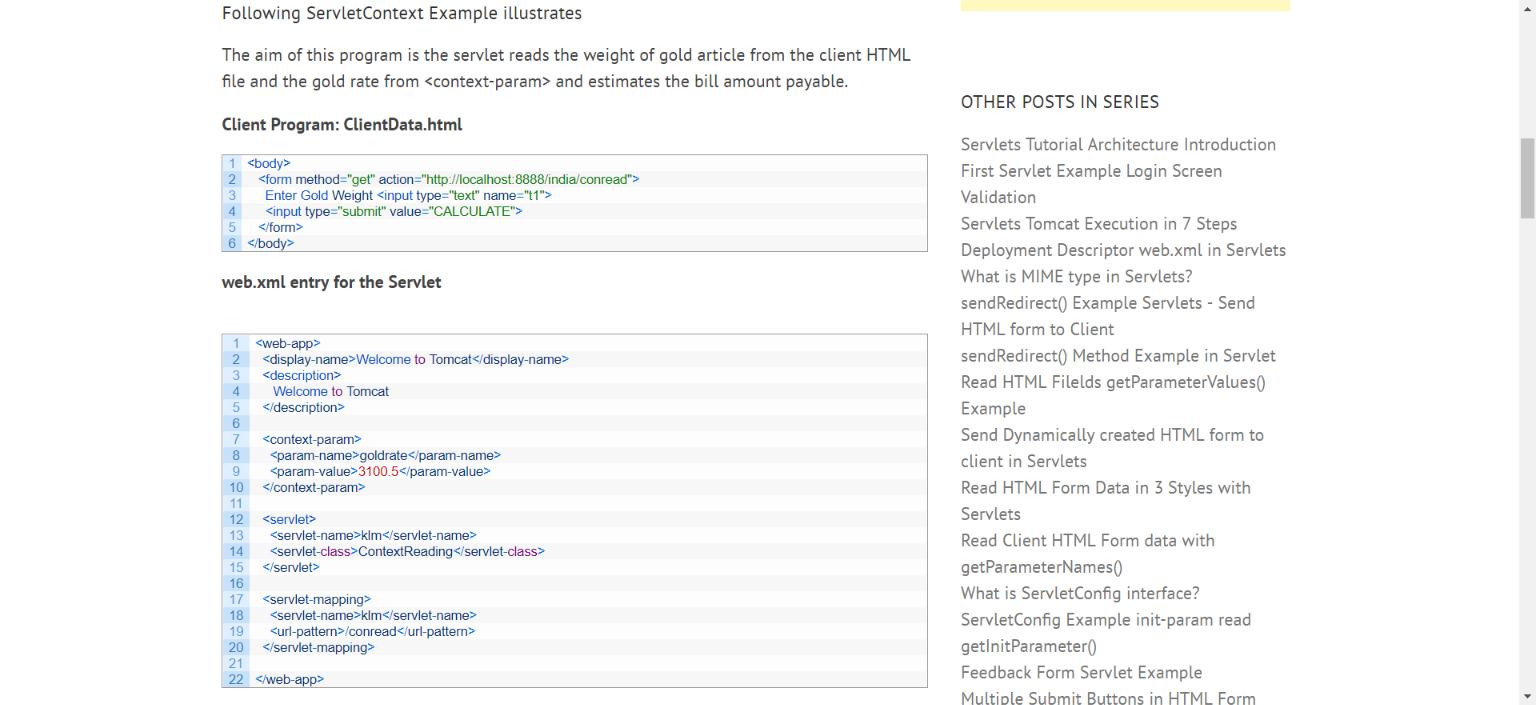 Following ServletContext Example illustrates
The aim of this program is the servlet reads the weight of gold article from the client HTML
file and the gold rate from <context-param> and estimates the bill amount payable.
Client Program: ClientData.html
1 <body>
2 <form method="get" action="http://localhost:8888/india/conread">
3 Enter Gold Weight <input type="text" name="t1">
4 <input type="submit" value="CALCULATE">
5 </form>
6 </body>
web.xml entry for the Servlet
1 <web-app>
2 <display-name>Welcome to Tomcat</display-name>
3 <description>
4 Welcome to Tomcat
5 </description>
6
7 <context-param>
8 <param-name>goldrate</param-name>
9 <param-value>3100.5</param-value>
10 </context-param>
11
12 <servlet>
13 <servlet-name>klm</servlet-name>
14 <servlet-class>ContextReading</servlet-class>
15 </servlet>
16
17 <servlet-mapping>
18 <servlet-name>klm</servlet-name>
19 <url-pattern>/conread</url-pattern>
20 </servlet-mapping>
21
22 </web-app>
OTHER POSTS IN SERIES
Servlets Tutorial Architecture Introduction
First Servlet Example Login Screen
Validation
Servlets Tomcat Execution in 7 Steps
Deployment Descriptor web.xml in Servlets
What is MIME type in Servlets?
sendRedirect() Example Servlets - Send
HTML form to Client
sendRedirect() Method Example in Servlet
Read HTML Filelds getParameterValues()
Example
Send Dynamically created HTML form to
client in Servlets
Read HTML Form Data in 3 Styles with
Servlets
Read Client HTML Form data with
getParameterNames()
What is ServletConfig interface?
ServletConfig Example init-param read
getInitParameter()
Feedback Form Servlet Example
Multiple Submit Buttons in HTML Form